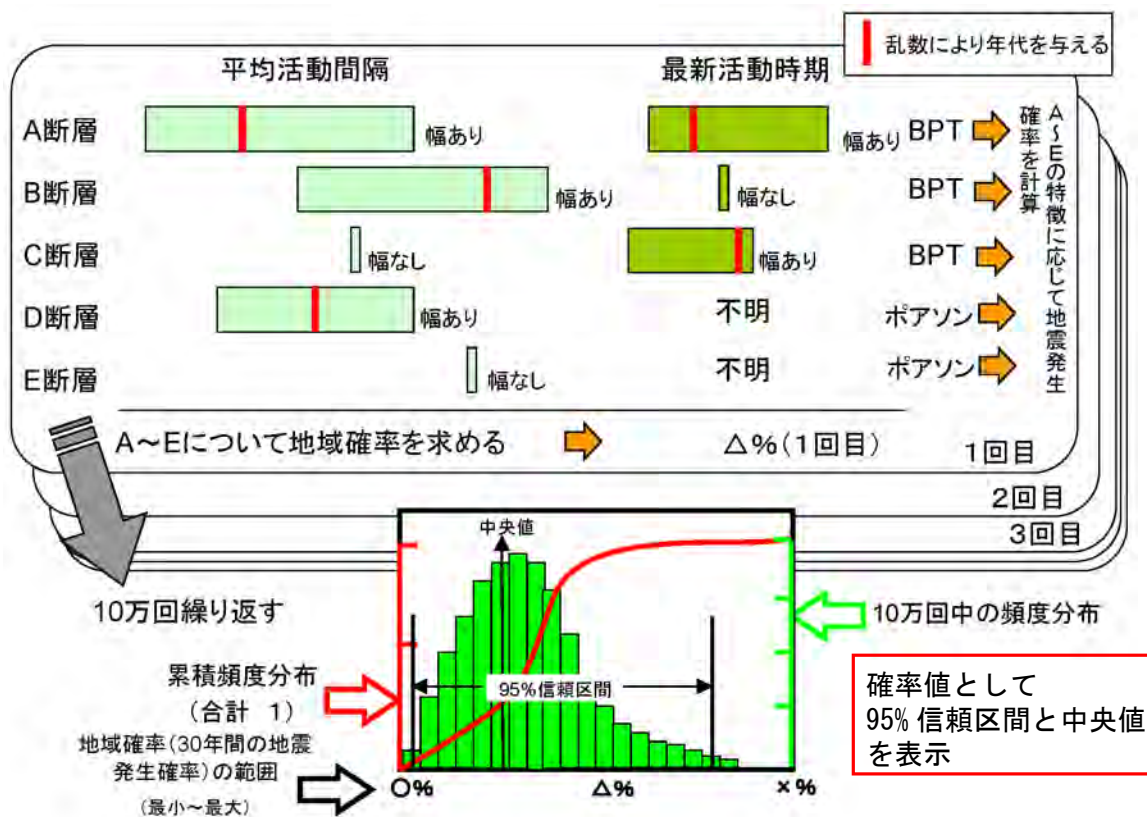 乱数により年代を与える
平均活動間隔
最新活動時期
A断層
幅あり
幅あり
BPT
B断層
幅あり
幅なし
BPT
C断層
幅なし
幅あり
BPT
D断層
幅あり
不明
ポアソン
E断層
幅なし
不明
ポアソン
A～Eの特徴に応じて地震発生
確率を計算
A～Eについて地域確率を求める
△%(1回目)
1回目
2回目
3回目
10万回繰り返す
中央値
95%信頼区間
10万回中の頻度分布
累積頻度分布
(合計 1)
地域確率(30年間の地震
発生確率)の範囲
(最小～最大)
○%
△%
×%
確率値として
95%信頼区間と中央値
を表示